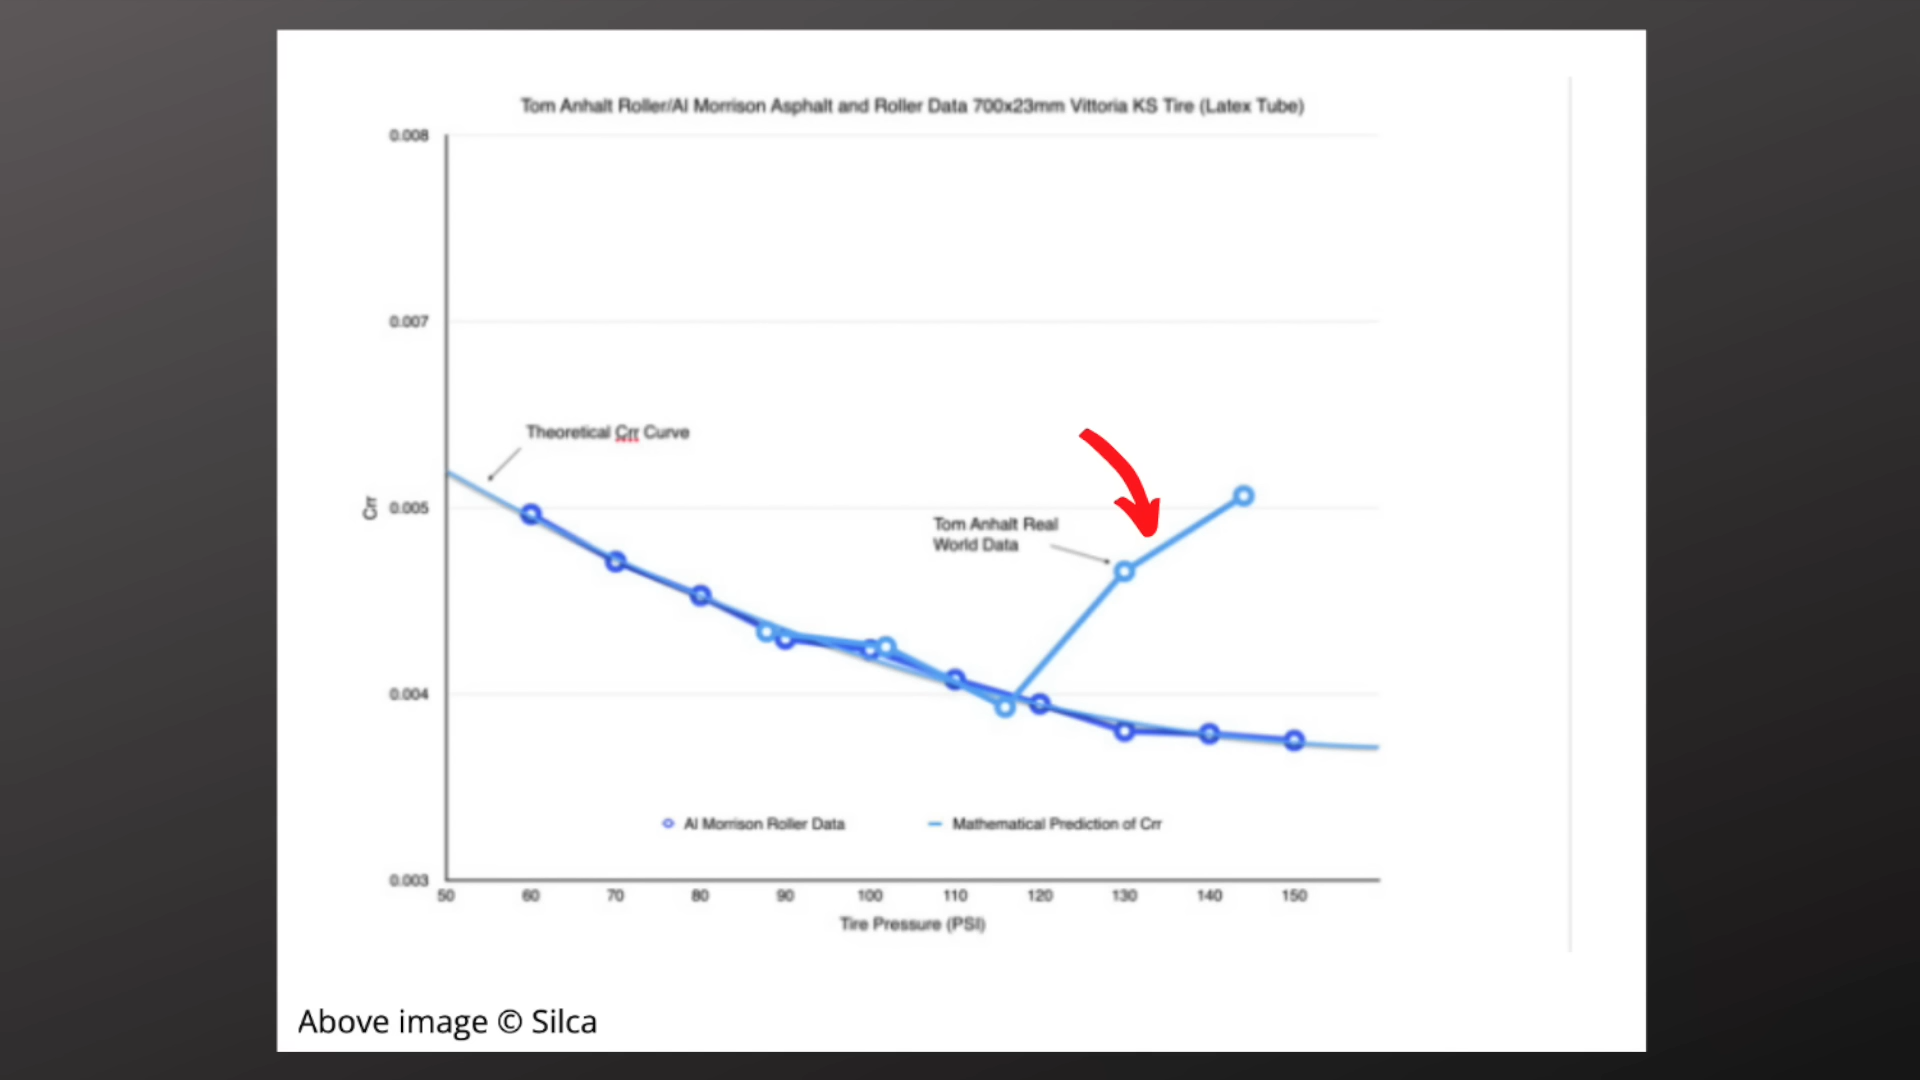 Tom Anhalt Roller/Al Morrison Asphalt and Roller Data 700x23mm Vittoria KS Tire (Latex Tube)
0.008
0.007
Theoretical Crr Curve
Crr
0.005
Tom Anhalt Real
World Data
0.004
Al Morrison Roller Data
Mathematical Prediction of Crr
0.003
50 60 70 80 90 100 110 120 130 140 150
Tire Pressure (PSI)
Above image © Silca